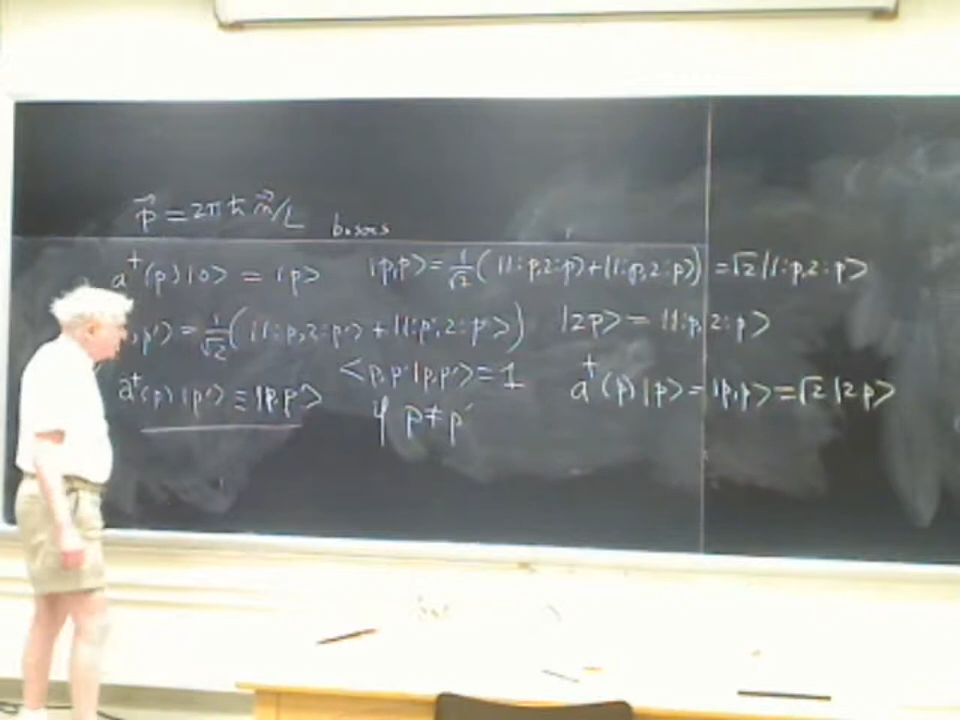 p⃗ = 2πħ n⃗/L
bosons
a†(p)|0> = |p>
|p,p> = 1/√2 (|1:p,2:p>+|1:p,2:p>) = √2 |1:p,2:p>
,p'> = 1/√2 (|1:p,2:p'> + |1:p',2:p>)
|2p> = |1:p,2:p>
a†(p)|p'> ≡ |p,p'>
<p,p'|p,p'> = 1
if p≠p'
a†(p)|p> = |p,p> = √2 |2p>